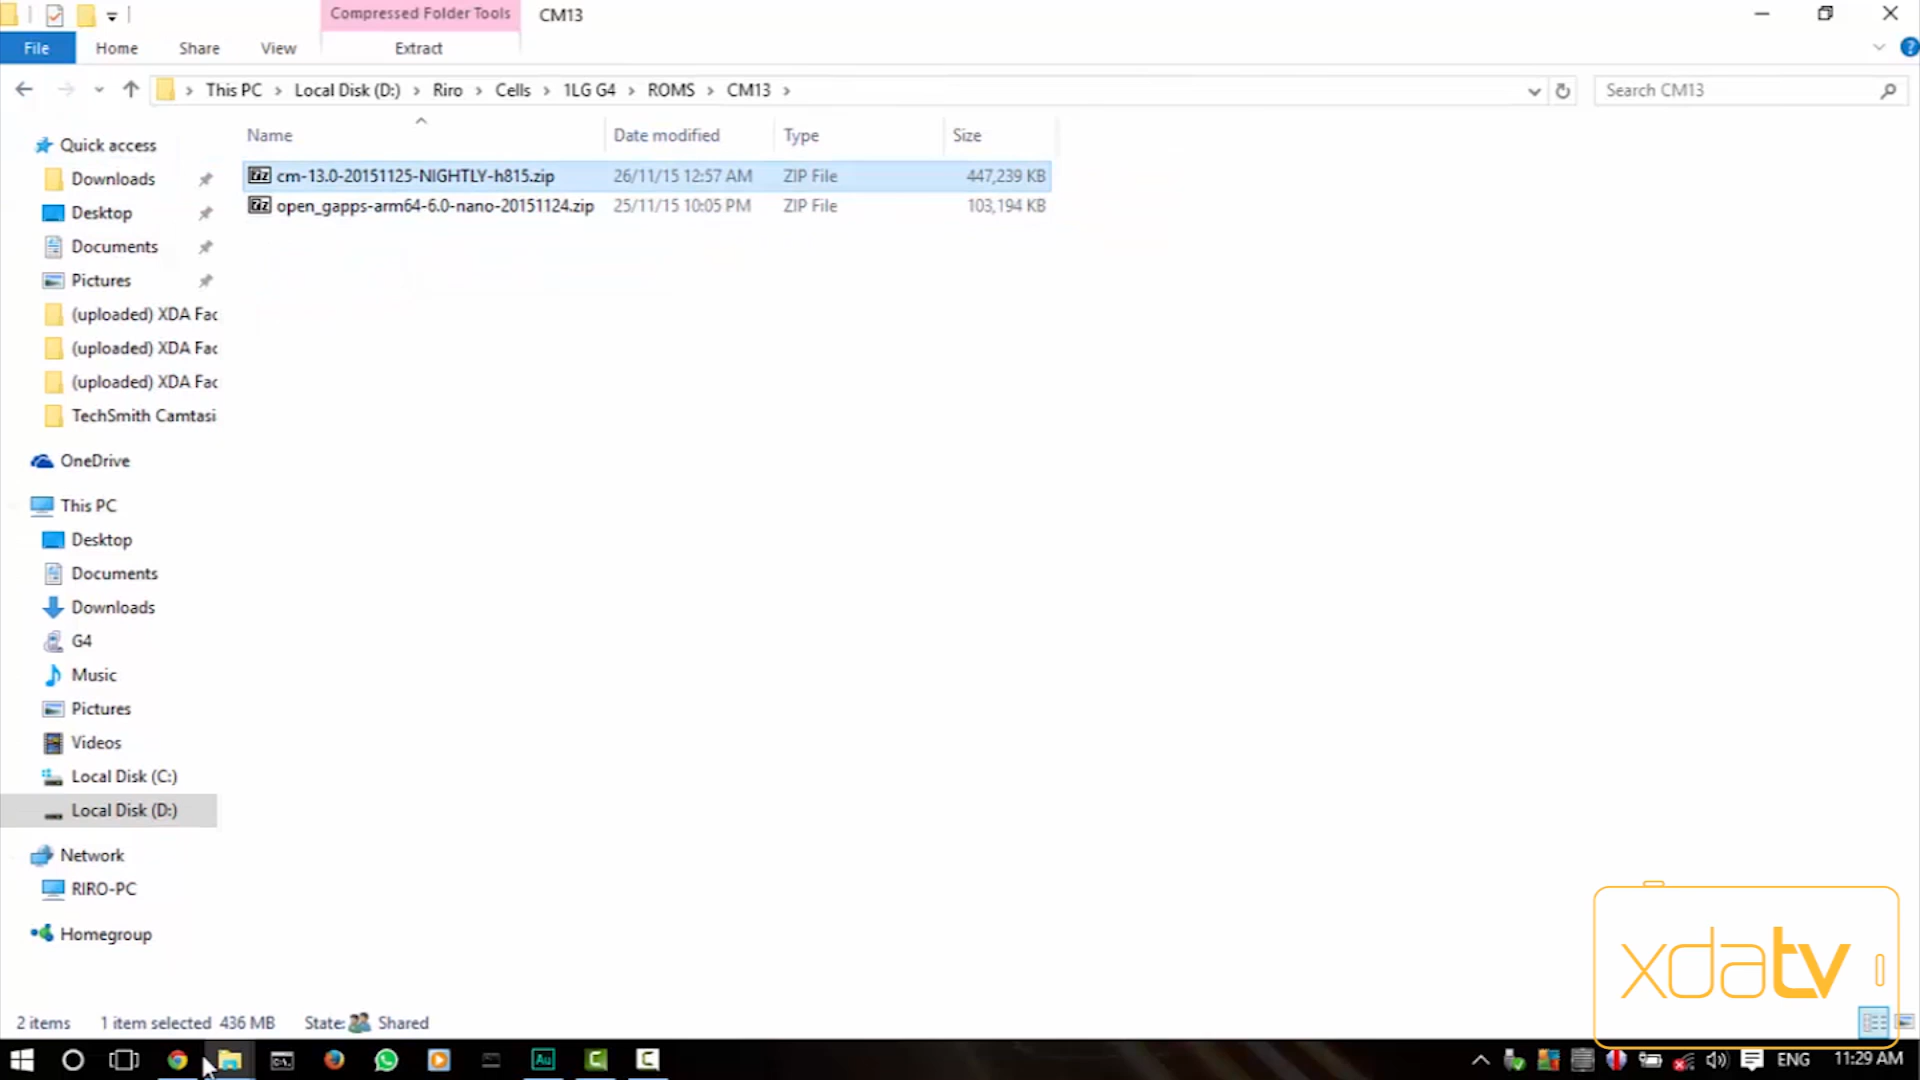 Compressed Folder Tools
CM13
File
Home
Share
View
Extract
This PC
Local Disk (D:)
Riro
Cells
1LG G4
ROMS
CM13
Search CM13
Name
Date modified
Type
Size
cm-13.0-20151125-NIGHTLY-h815.zip 26/11/15 12:57 AM ZIP File 447,239 KB
open_gapps-arm64-6.0-nano-20151124.zip 25/11/15 10:05 PM ZIP File 103,194 KB
Quick access
Downloads
Desktop
Documents
Pictures
(uploaded) XDA Fac
(uploaded) XDA Fac
(uploaded) XDA Fac
TechSmith Camtasi
OneDrive
This PC
Desktop
Documents
Downloads
G4
Music
Pictures
Videos
Local Disk (C:)
Local Disk (D:)
Network
RIRO-PC
Homegroup
xdatv
2 items
1 item selected 436 MB
State: Shared
Au
ENG
11:29 AM